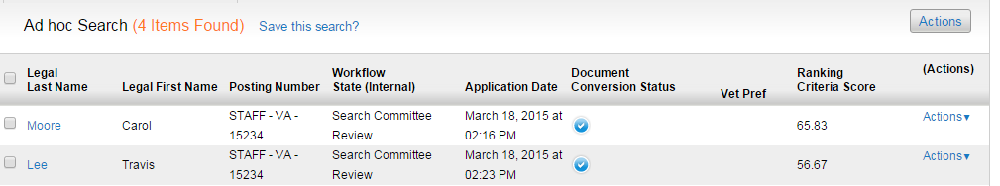 Ad hoc Search (4 Items Found) Save this search? Actions
Legal Last Name Legal First Name Posting Number Workflow State (Internal) Application Date Document Conversion Status Vet Pref Ranking Criteria Score (Actions)
Moore Carol STAFF - VA - 15234 Search Committee Review March 18, 2015 at 02:16 PM 65.83 Actions▾
Lee Travis STAFF - VA - 15234 Search Committee Review March 18, 2015 at 02:23 PM 56.67 Actions▾